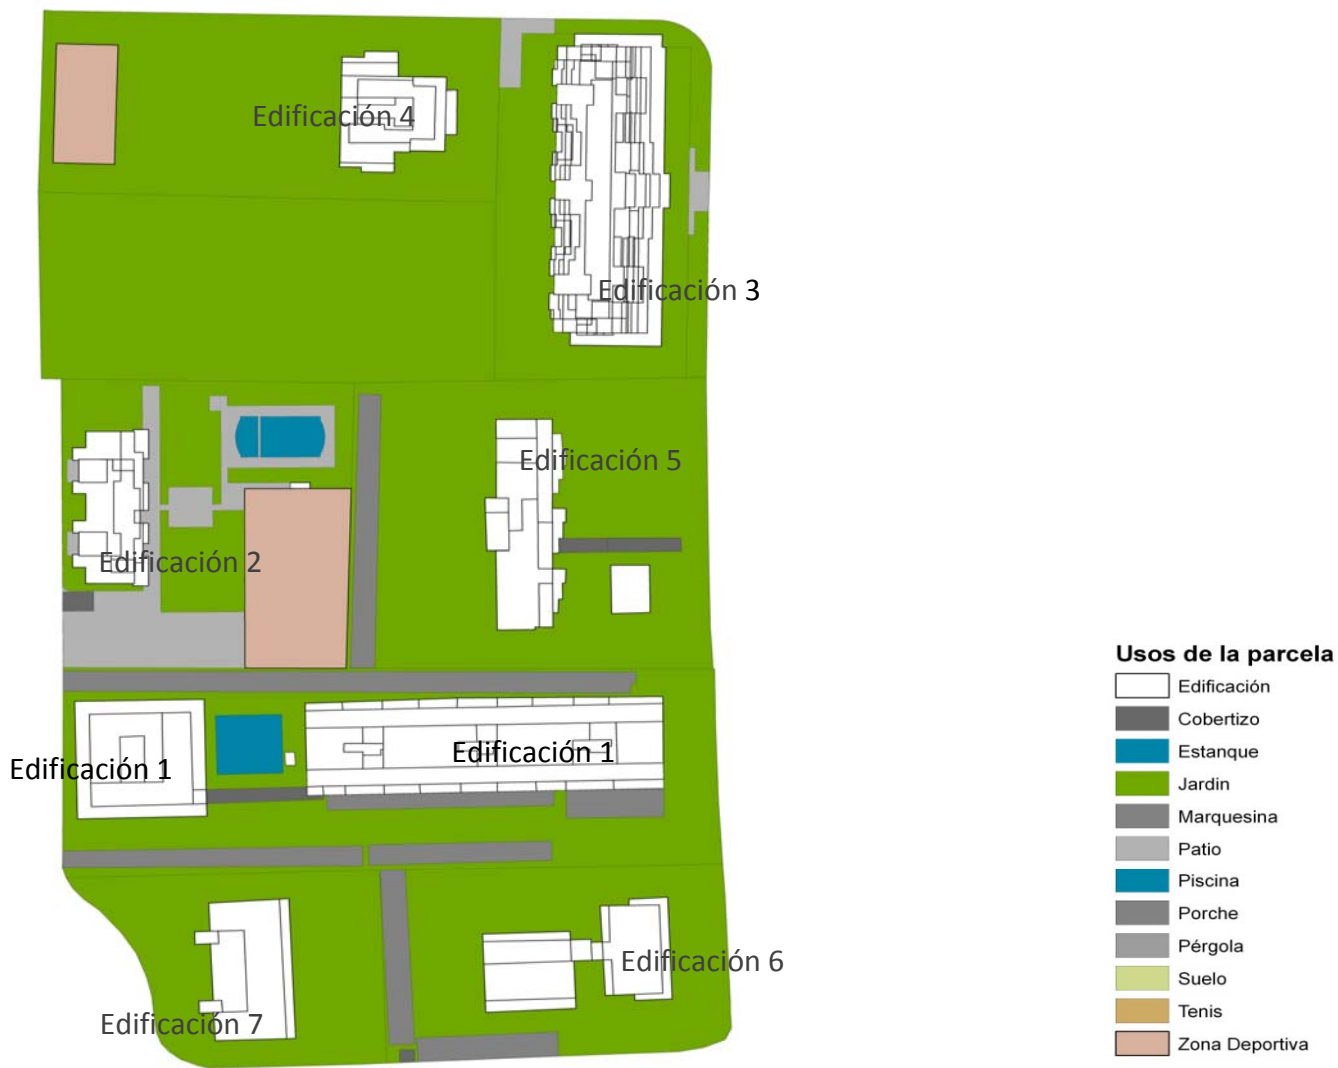 Edificación 4
Edificación 3
Edificación 5
Edificación 2
Edificación 1
Edificación 1
Edificación 6
Edificación 7
Usos de la parcela
Edificación
Cobertizo
Estanque
Jardin
Marquesina
Patio
Piscina
Porche
Pérgola
Suelo
Tenis
Zona Deportiva